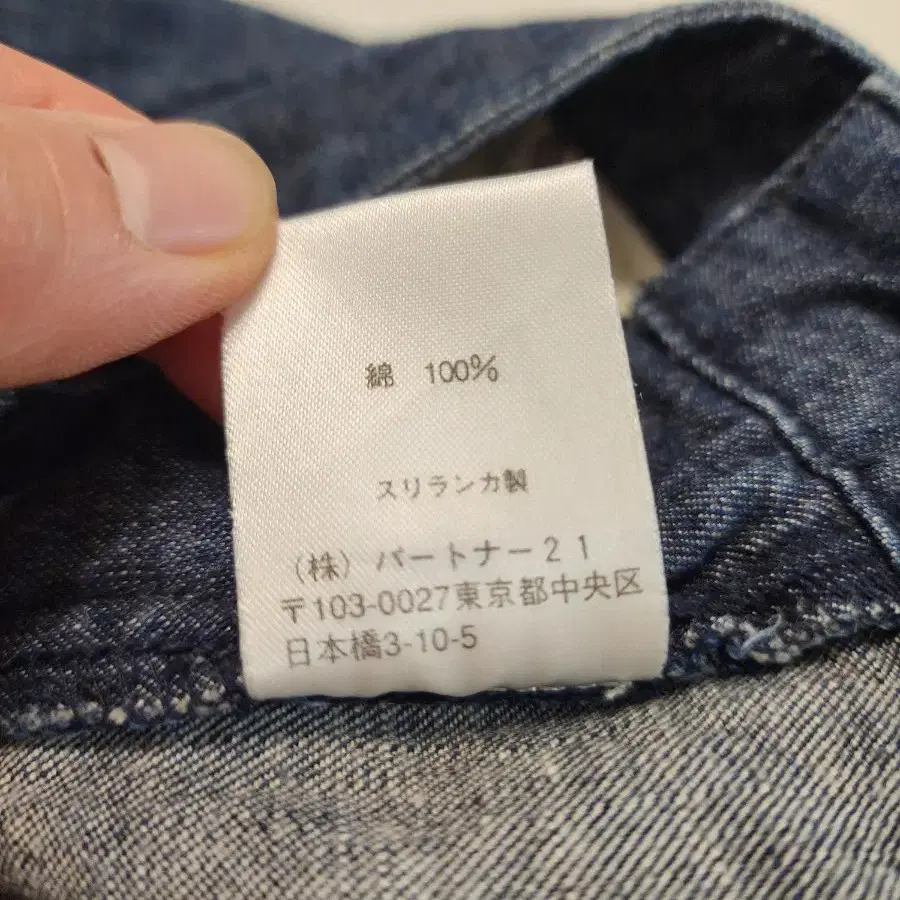 綿 100%
スリランカ製
（株）パートナー２１
〒103-0027東京都中央区
日本橋3-10-5